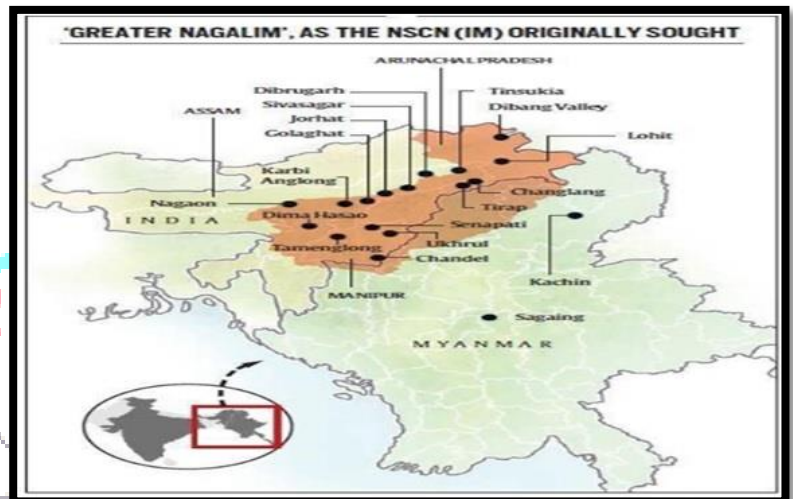 'GREATER NAGALIM', AS THE NSCN (IM) ORIGINALLY SOUGHT
ARUNACHAL PRADESH
Dibrugarh
Tinsukia
Sivasagar
Dibang Valley
ASSAM
Jorhat
Golaghat
Lohit
Karbi
Anglong
Changlang
Nagaon
Tirap
Dima Hasao
INDIA
Senapati
Tamenglong
Ukhrul
Chandel
Kachin
MANIPUR
Sagaing
MYANMAR